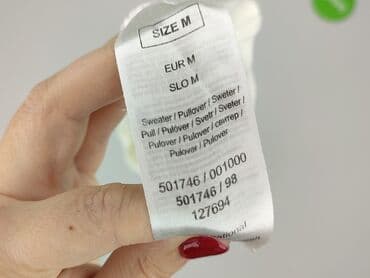 SIZE M
EUR M
SLO M
Sweater / Pullover / Sweter /
Pull / Pulóver / Svetr / Sveter /
Pulover / Pulover / свитер /
Pulover / Pulover
501746 / 001000
501746 / 98
127694